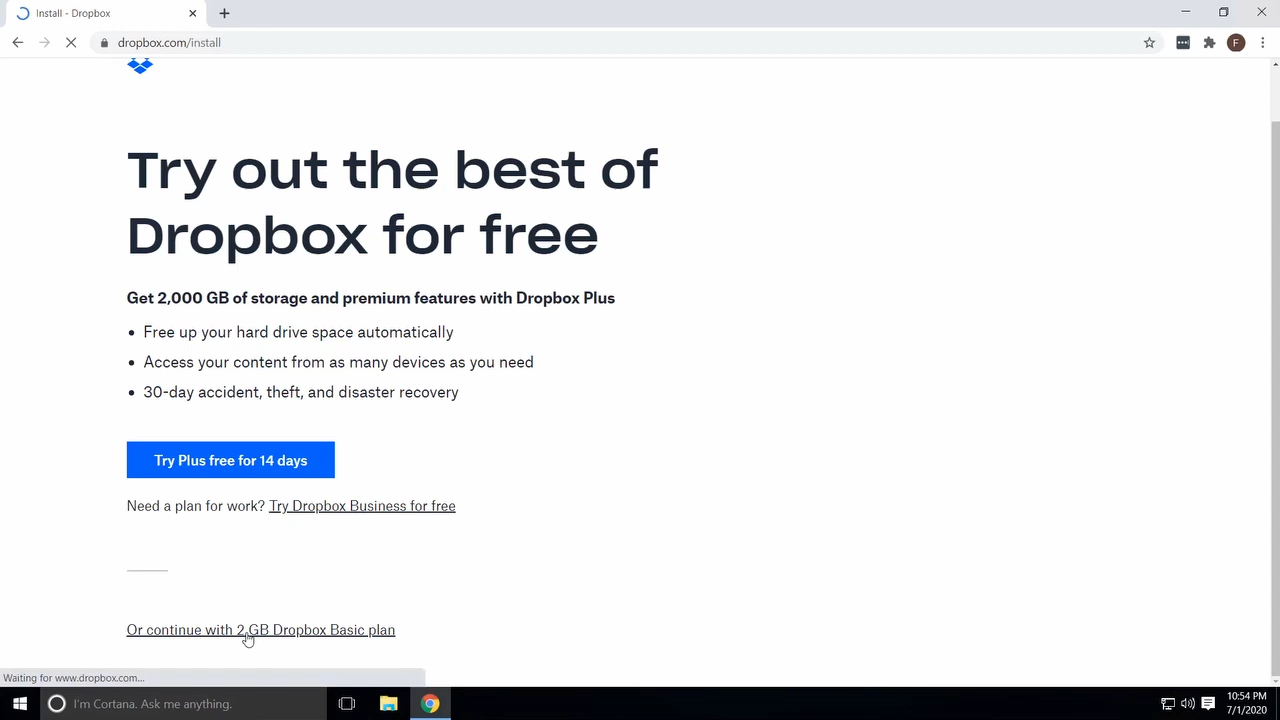 Install - Dropbox
dropbox.com/install
F
Try out the best of
Dropbox for free
Get 2,000 GB of storage and premium features with Dropbox Plus
• Free up your hard drive space automatically
• Access your content from as many devices as you need
• 30-day accident, theft, and disaster recovery
Try Plus free for 14 days
Need a plan for work? Try Dropbox Business for free
Or continue with 2 GB Dropbox Basic plan
Waiting for www.dropbox.com...
I'm Cortana. Ask me anything.
10:54 PM
7/1/2020